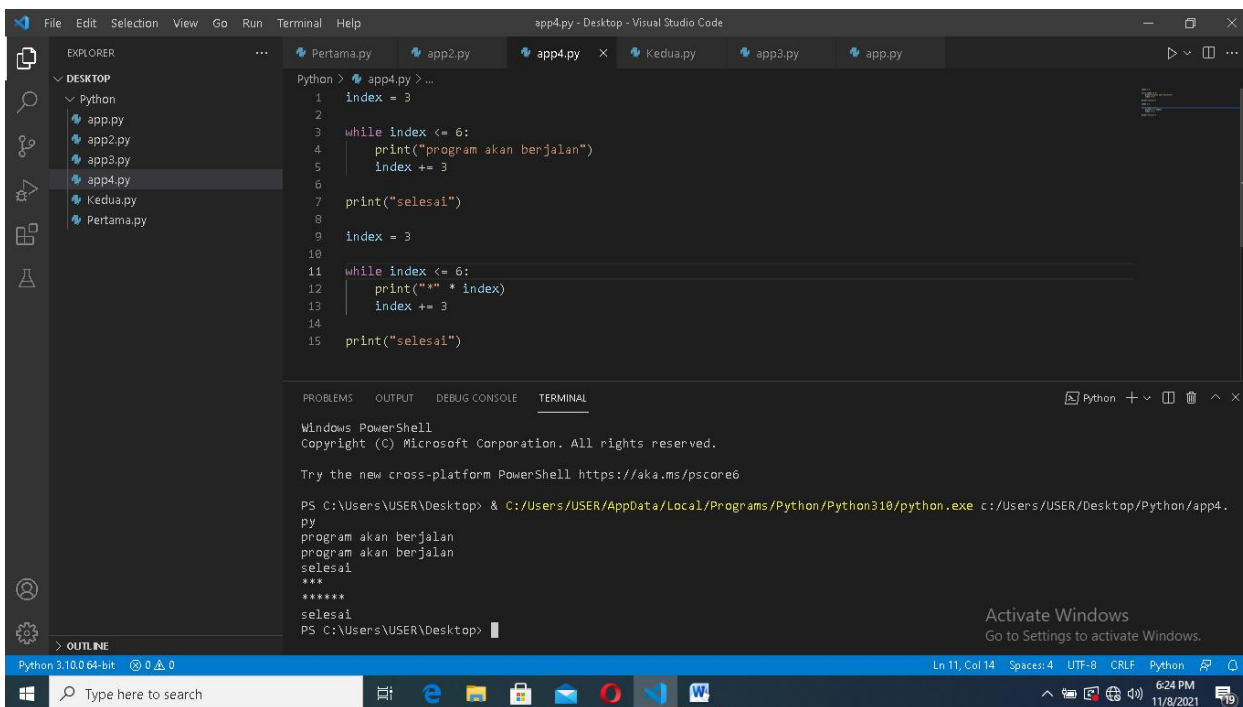 File Edit Selection View Go Run Terminal Help app4.py - Desktop - Visual Studio Code
EXPLORER
Pertama.py app2.py app4.py Kedua.py app3.py app.py
DESKTOP
Python
app.py
app2.py
app3.py
app4.py
Kedua.py
Pertama.py
OUTLINE
Python > app4.py > ...
1 index = 3
2
3 while index <= 6:
4 print("program akan berjalan")
5 index += 3
6
7 print("selesai")
8
9 index = 3
10
11 while index <= 6:
12 print("*" * index)
13 index += 3
14
15 print("selesai")
PROBLEMS OUTPUT DEBUG CONSOLE TERMINAL Python
Windows PowerShell
Copyright (C) Microsoft Corporation. All rights reserved.
Try the new cross-platform PowerShell https://aka.ms/pscore6
PS C:\Users\USER\Desktop> & C:/Users/USER/AppData/Local/Programs/Python/Python310/python.exe c:/Users/USER/Desktop/Python/app4.
py
program akan berjalan
program akan berjalan
selesai
***
******
selesai
PS C:\Users\USER\Desktop>
Activate Windows
Go to Settings to activate Windows.
Python 3.10.0 64-bit 0 0 Ln 11, Col 14 Spaces: 4 UTF-8 CRLF Python
Type here to search
6:24 PM
11/8/2021
19